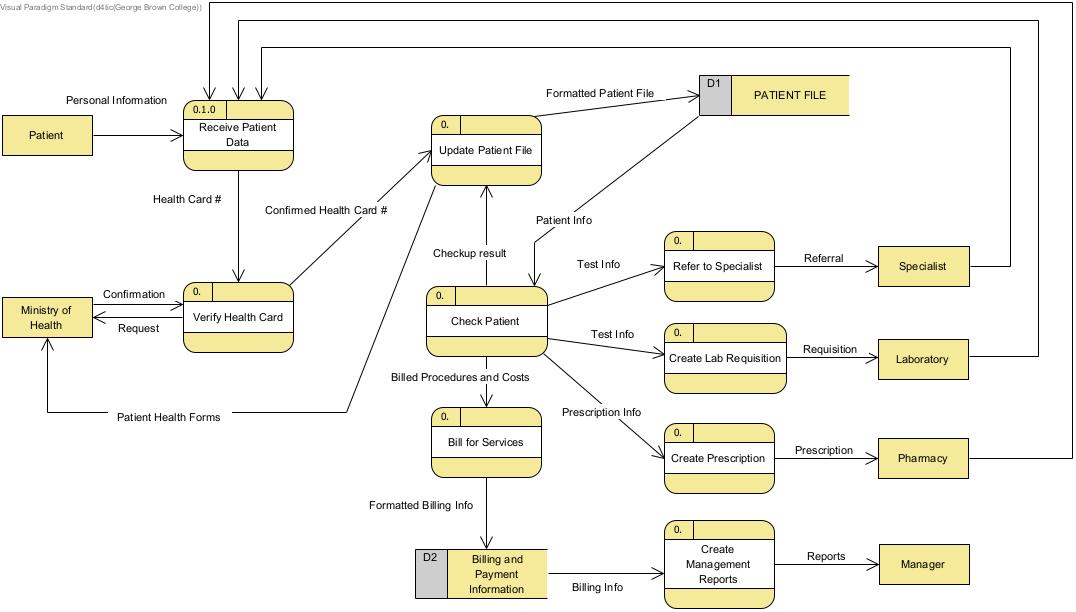 Visual Paradigm Standard(d4tic(George Brown College))
Personal Information
Patient
0.1.0
Receive Patient
Data
Health Card #
Confirmed Health Card #
0.
Update Patient File
Formatted Patient File
D1
PATIENT FILE
Patient Info
Checkup result
Test Info
0.
Refer to Specialist
Referral
Specialist
Ministry of
Health
Confirmation
Request
0.
Verify Health Card
0.
Check Patient
Test Info
0.
Create Lab Requisition
Requisition
Laboratory
Patient Health Forms
Billed Procedures and Costs
0.
Bill for Services
Prescription Info
0.
Create Prescription
Prescription
Pharmacy
Formatted Billing Info
D2
Billing and
Payment
Information
Billing Info
0.
Create
Management
Reports
Reports
Manager